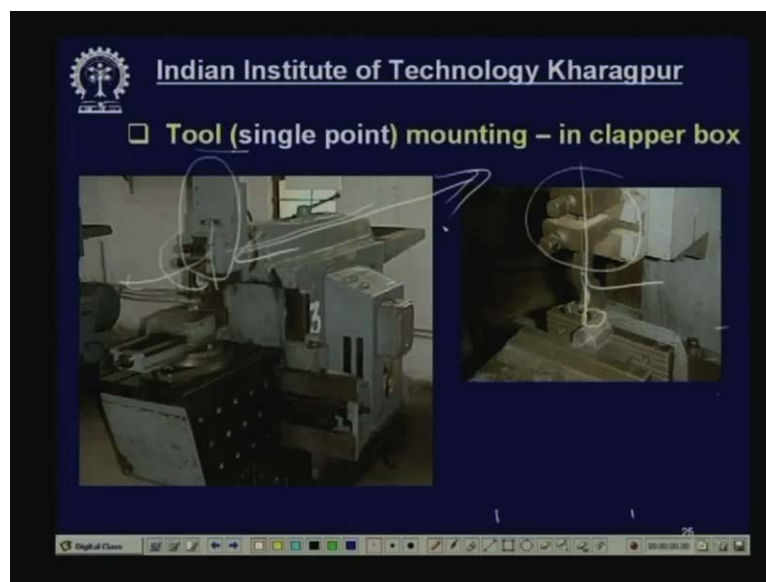 Indian Institute of Technology Kharagpur
Tool (single point) mounting – in clapper box
3
25
Digital Class